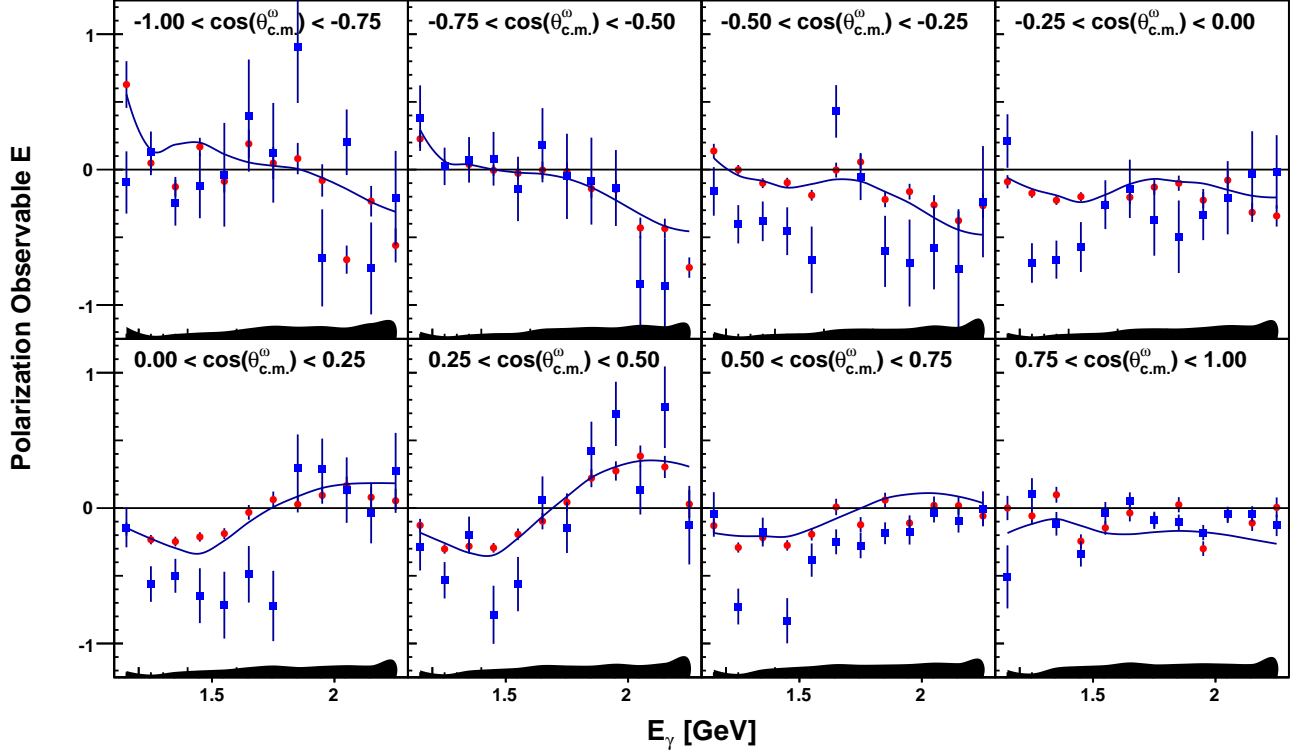 -1.00 < cos(θ^ω_c.m.) < -0.75
-0.75 < cos(θ^ω_c.m.) < -0.50
-0.50 < cos(θ^ω_c.m.) < -0.25
-0.25 < cos(θ^ω_c.m.) < 0.00
1
0
-1
Polarization Observable E
0.00 < cos(θ^ω_c.m.) < 0.25
0.25 < cos(θ^ω_c.m.) < 0.50
0.50 < cos(θ^ω_c.m.) < 0.75
0.75 < cos(θ^ω_c.m.) < 1.00
1
0
-1
1.5 2 1.5 2 1.5 2 1.5 2
E_γ [GeV]